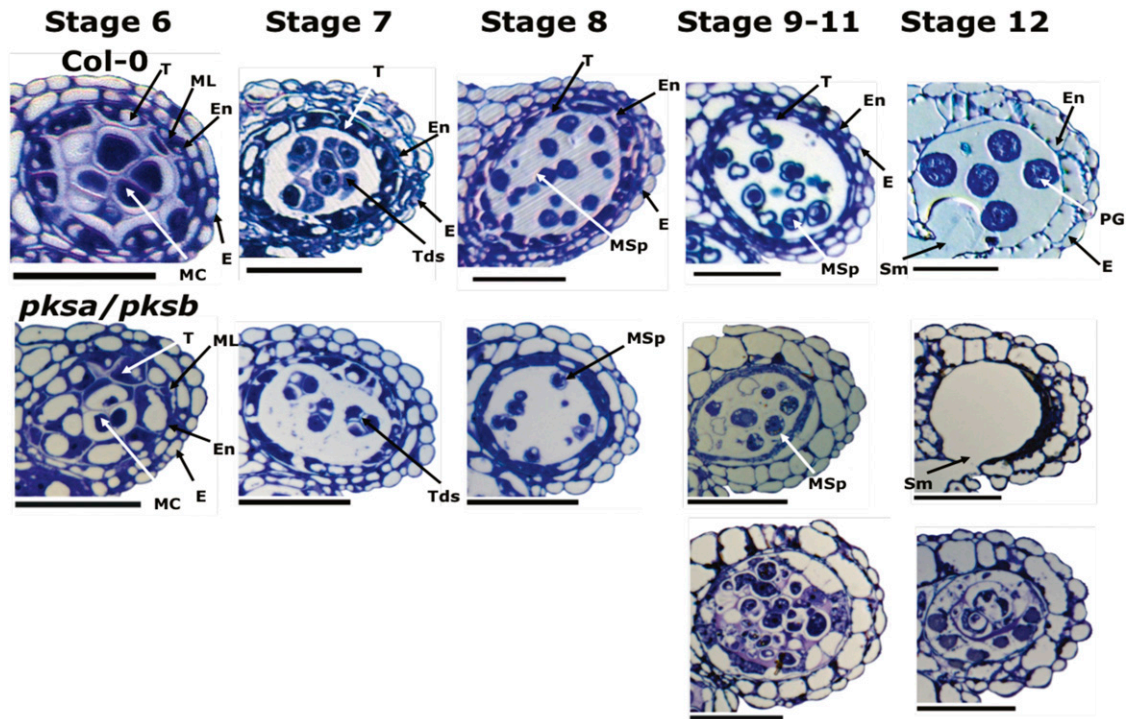 Stage 6 Stage 7 Stage 8 Stage 9-11 Stage 12
Col-0
T
ML
En
E
MC
T
En
E
Tds
T
En
E
MSp
T
En
E
MSp
En
PG
E
Sm
pksa/pksb
T
ML
En
E
MC
Tds
MSp
MSp
Sm